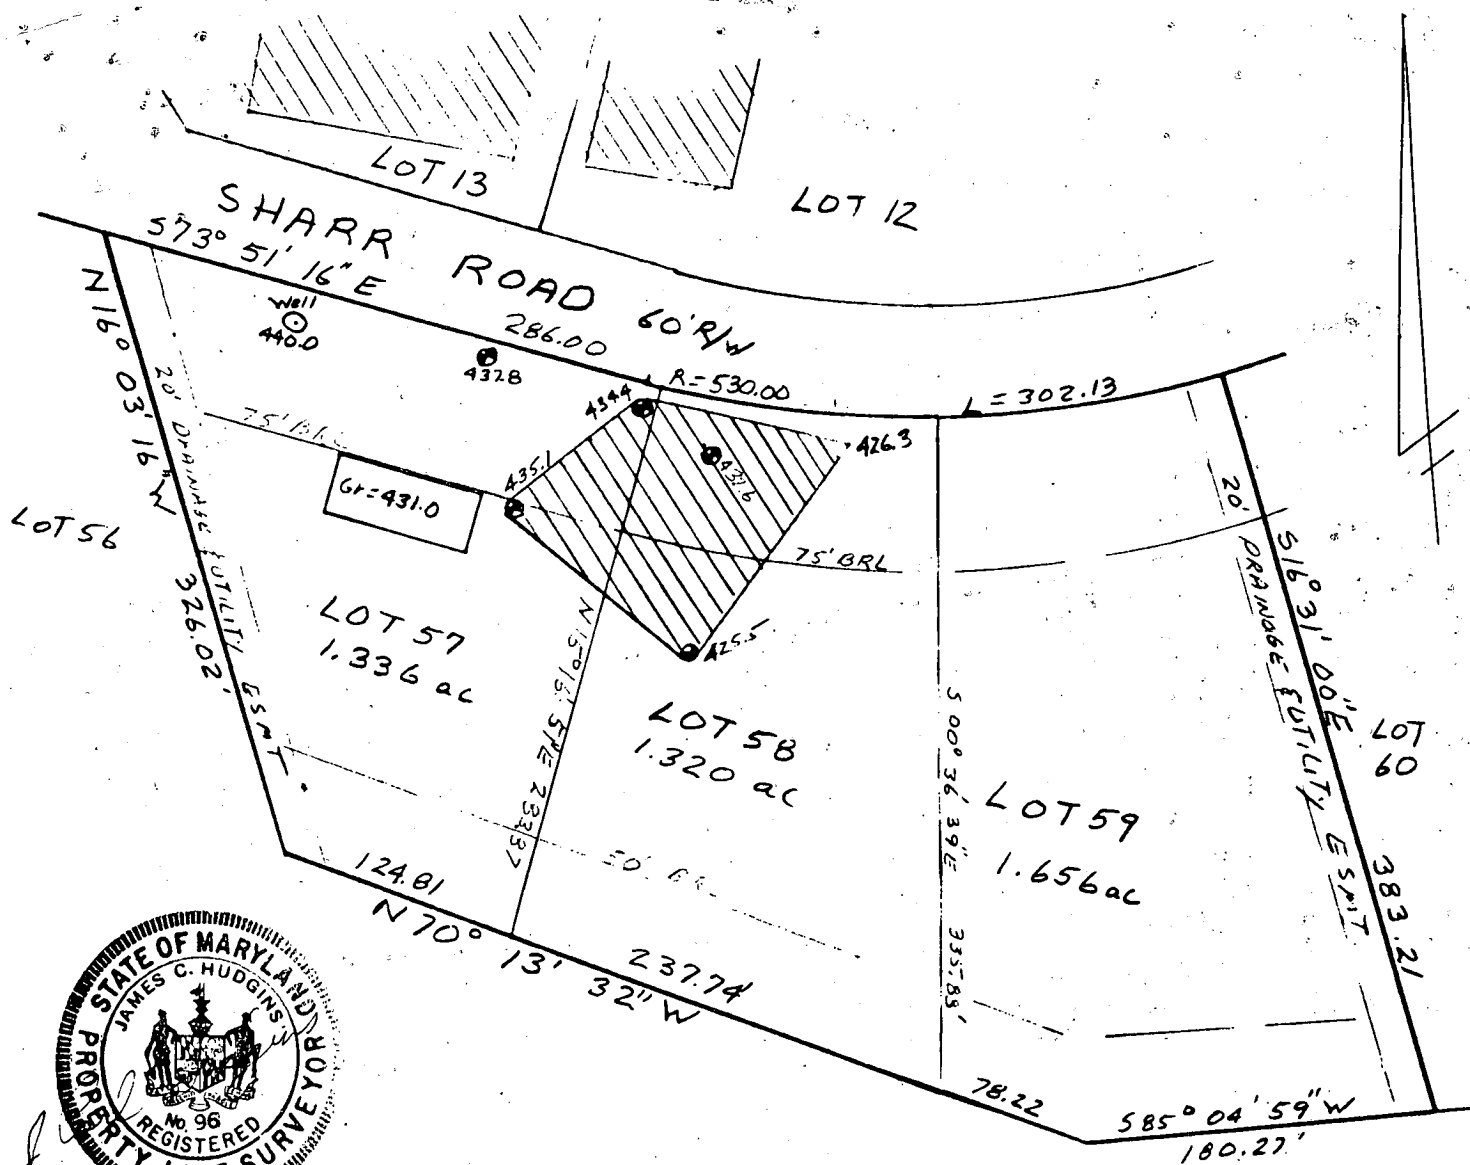 LOT 13
LOT 12
SHARR ROAD 60' R/W
S73° 51' 16" E
286.00
R=530.00
L=302.13
Well
440.0
432.8
434.4
435.1
426.3
431.6
425.5
75' BRL
Gr=431.0
75' BRL
N16° 03' 16" W
326.02'
20' DRAINAGE & UTILITY ESMT
LOT 56
LOT 57
1.336 ac
LOT 58
1.320 ac
S 00° 36' 39" E 335.85'
LOT 59
1.656 ac
20' DRAINAGE & UTILITY ESMT
S16° 31' 00" E
383.21
LOT
60
124.81
N 70° 13' 32" W
237.74'
78.22
S85° 04' 59" W
180.27'
STATE OF MARYLAND
JAMES C. HUDGINS
No. 96
REGISTERED
PROPERTY LINE SURVEYOR